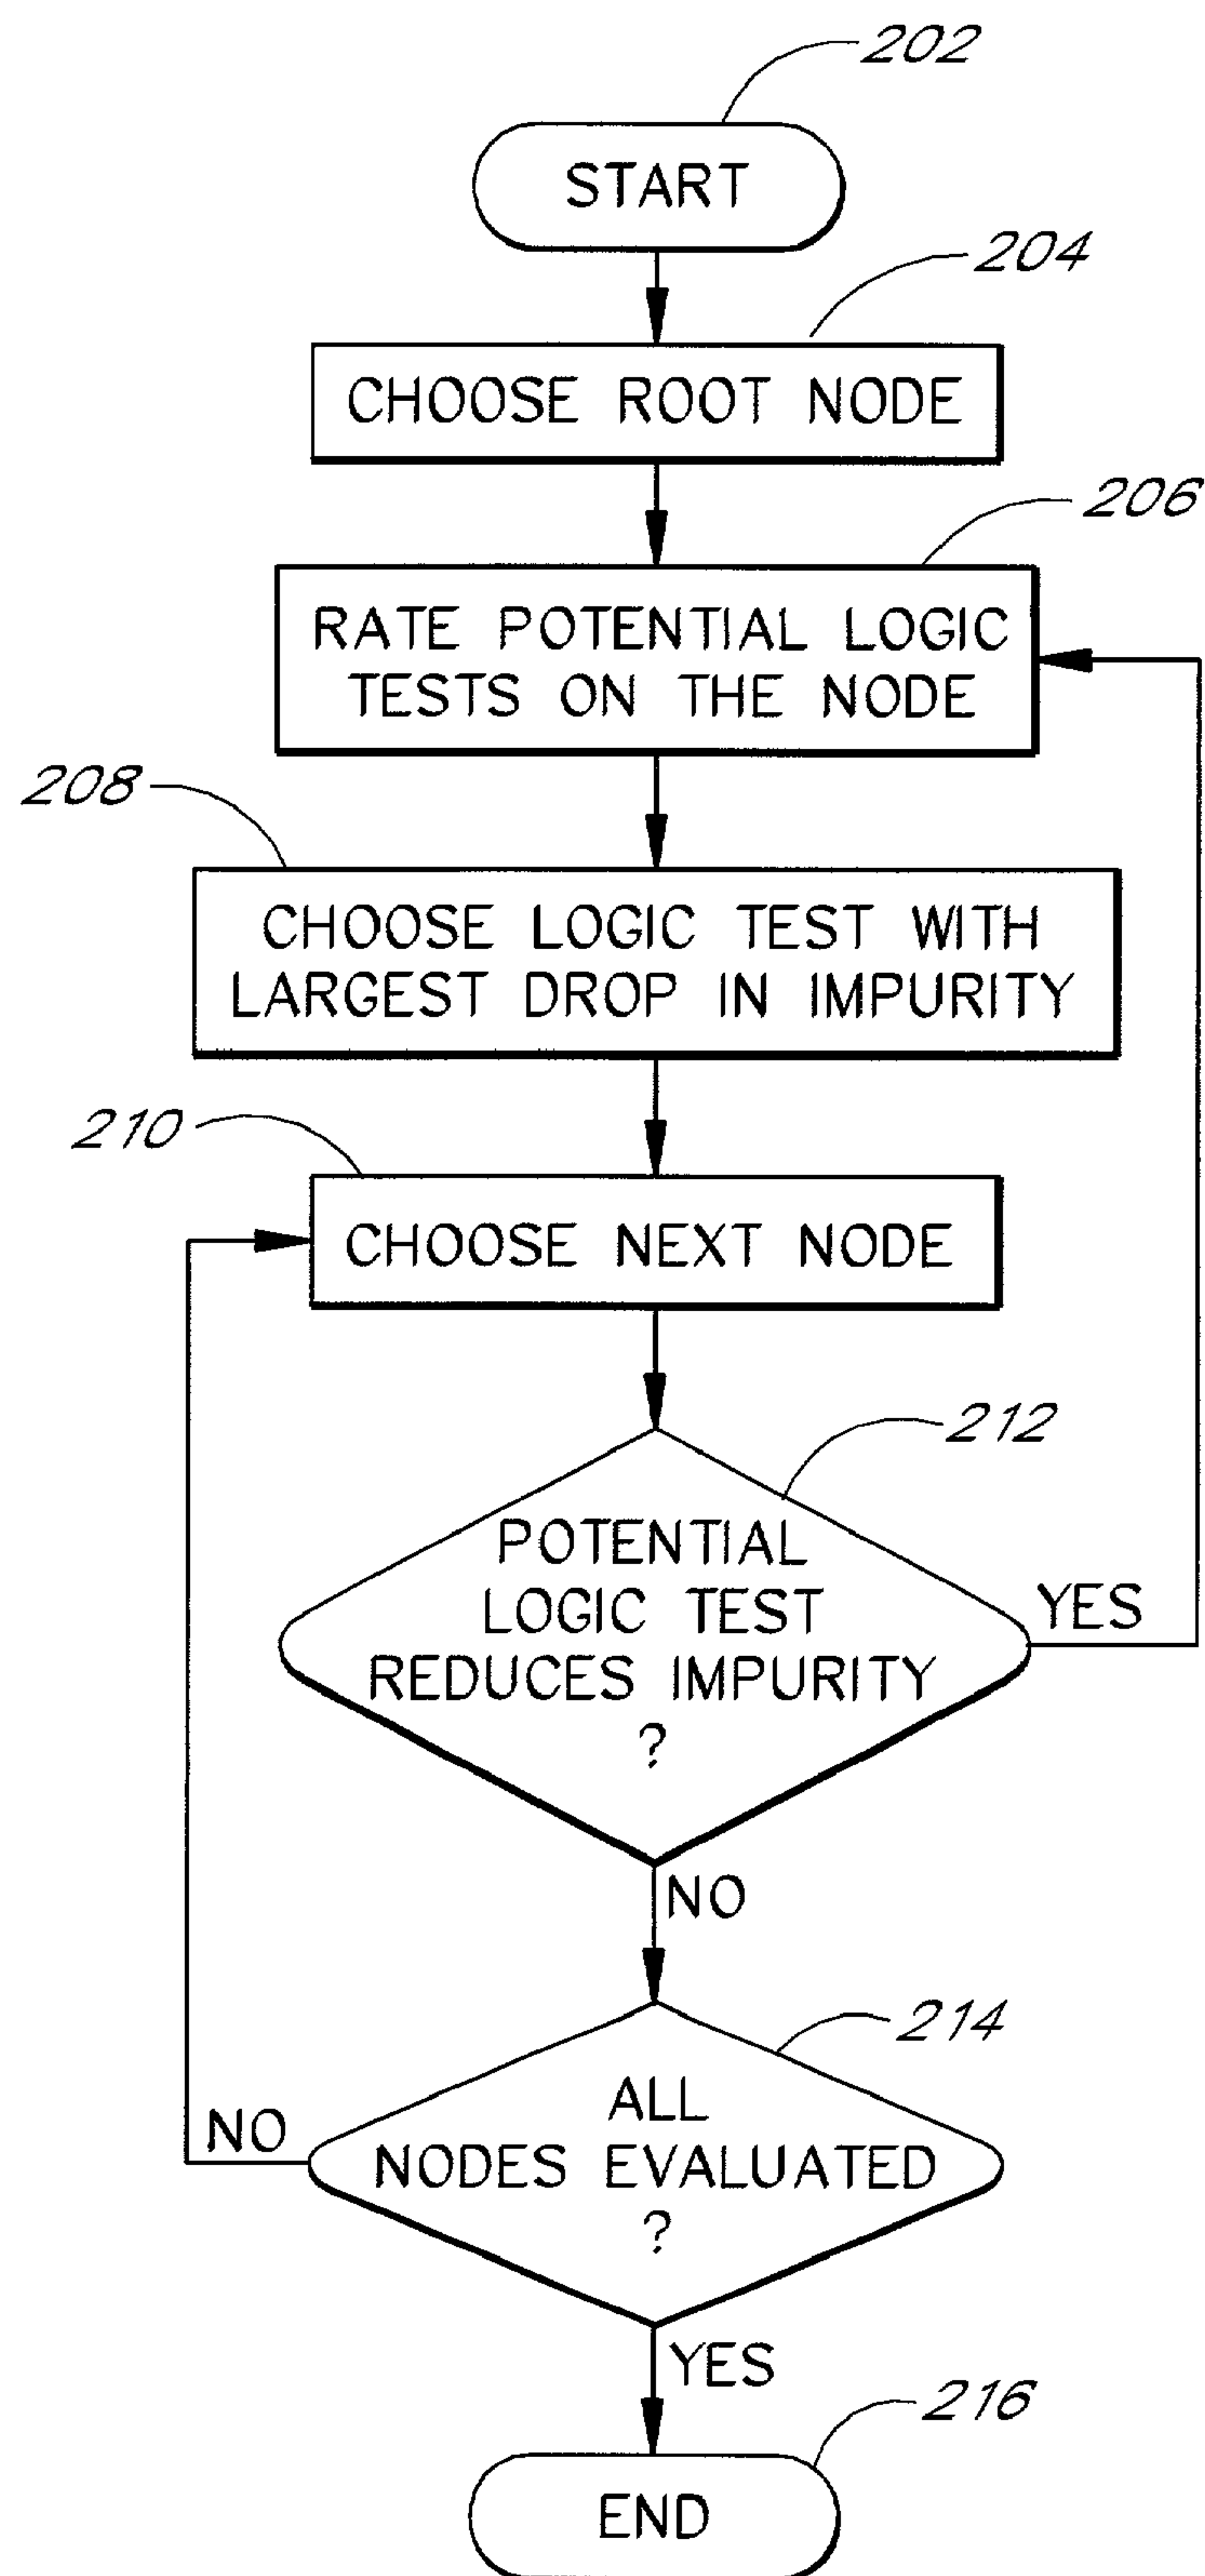 202
START
204
CHOOSE ROOT NODE
206
RATE POTENTIAL LOGIC
TESTS ON THE NODE
208
CHOOSE LOGIC TEST WITH
LARGEST DROP IN IMPURITY
210
CHOOSE NEXT NODE
212
POTENTIAL
LOGIC TEST
REDUCES IMPURITY
?
YES
NO
214
ALL
NODES EVALUATED
?
NO
YES
216
END